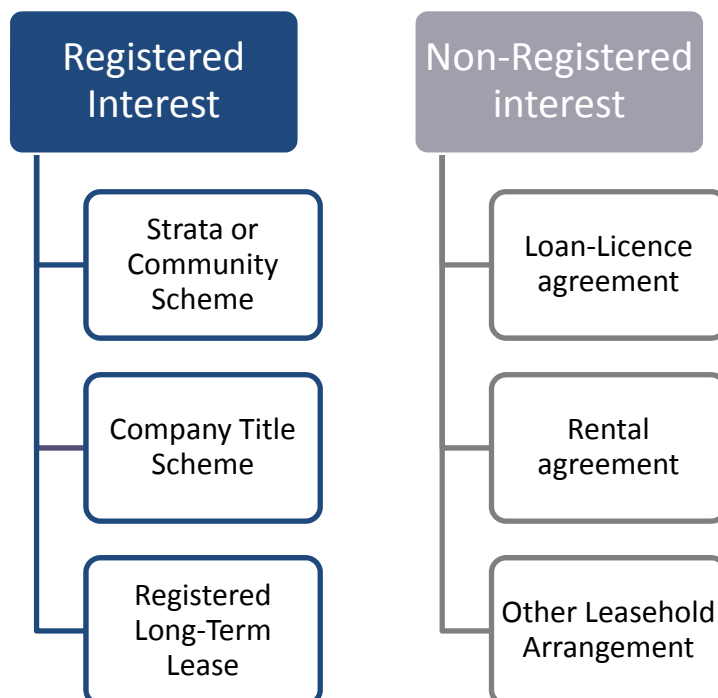 Registered
Interest
Strata or
Community
Scheme
Company Title
Scheme
Registered
Long-Term
Lease
Non-Registered
interest
Loan-Licence
agreement
Rental
agreement
Other Leasehold
Arrangement